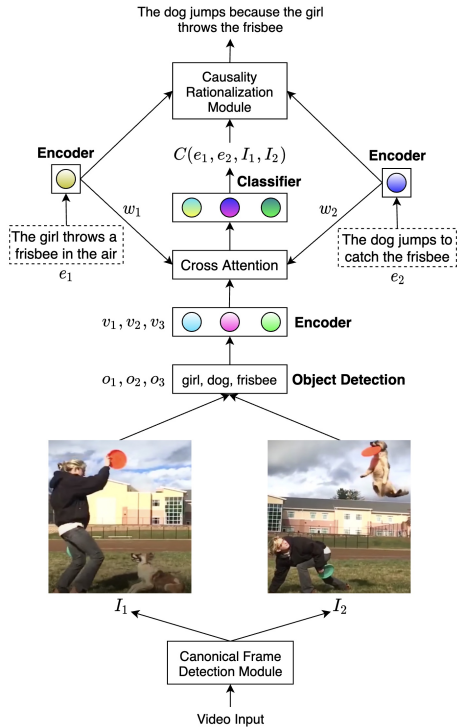 The dog jumps because the girl
throws the frisbee
Causality
Rationalization
Module
C(e₁, e₂, I₁, I₂)
Encoder
Encoder
Classifier
w₁
w₂
The girl throws a
frisbee in the air
e₁
The dog jumps to
catch the frisbee
e₂
Cross Attention
v₁, v₂, v₃
Encoder
o₁, o₂, o₃
girl, dog, frisbee
Object Detection
I₁
I₂
Canonical Frame
Detection Module
Video Input